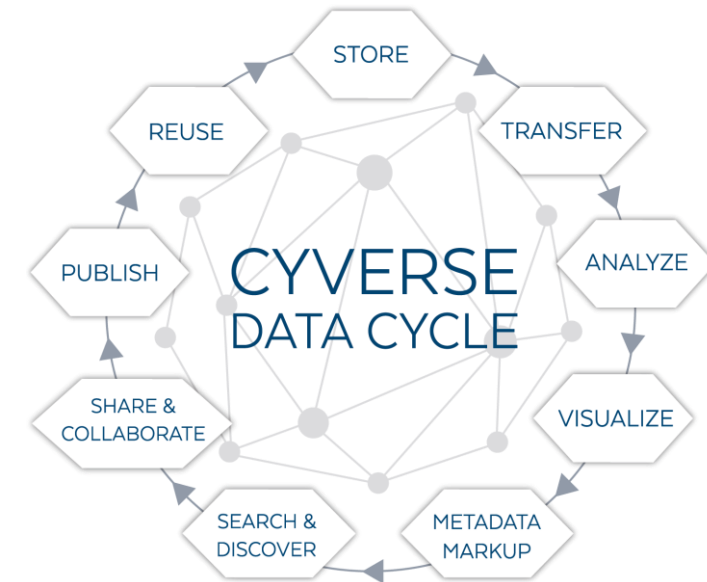 STORE
TRANSFER
ANALYZE
VISUALIZE
METADATA
MARKUP
SEARCH &
DISCOVER
SHARE &
COLLABORATE
PUBLISH
REUSE
CYVERSE
DATA CYCLE